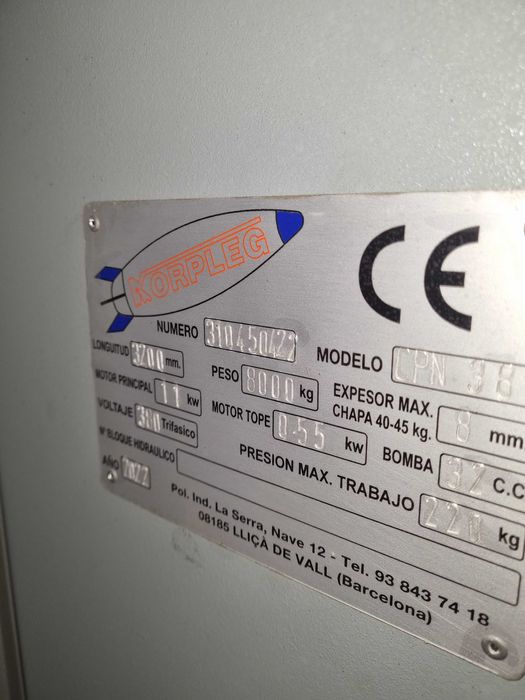 KORPLEG
CE
NUMERO 310450422
MODELO CPN 38
LONGUITUD 3200 mm.
PESO 8000 kg
EXPESOR MAX. CHAPA 40-45 kg. 8 mm
MOTOR PRINCIPAL 11 kw
MOTOR TOPE 0.55 kw
BOMBA 32 C.C
VOLTAJE 380 Trifasico
PRESION MAX. TRABAJO kg
Nº BLOQUE HIDRAULICO
AÑO 2022
Pol. Ind. La Serra, Nave 12 - Tel. 93 843 74 18
08185 LLIÇÀ DE VALL (Barcelona)